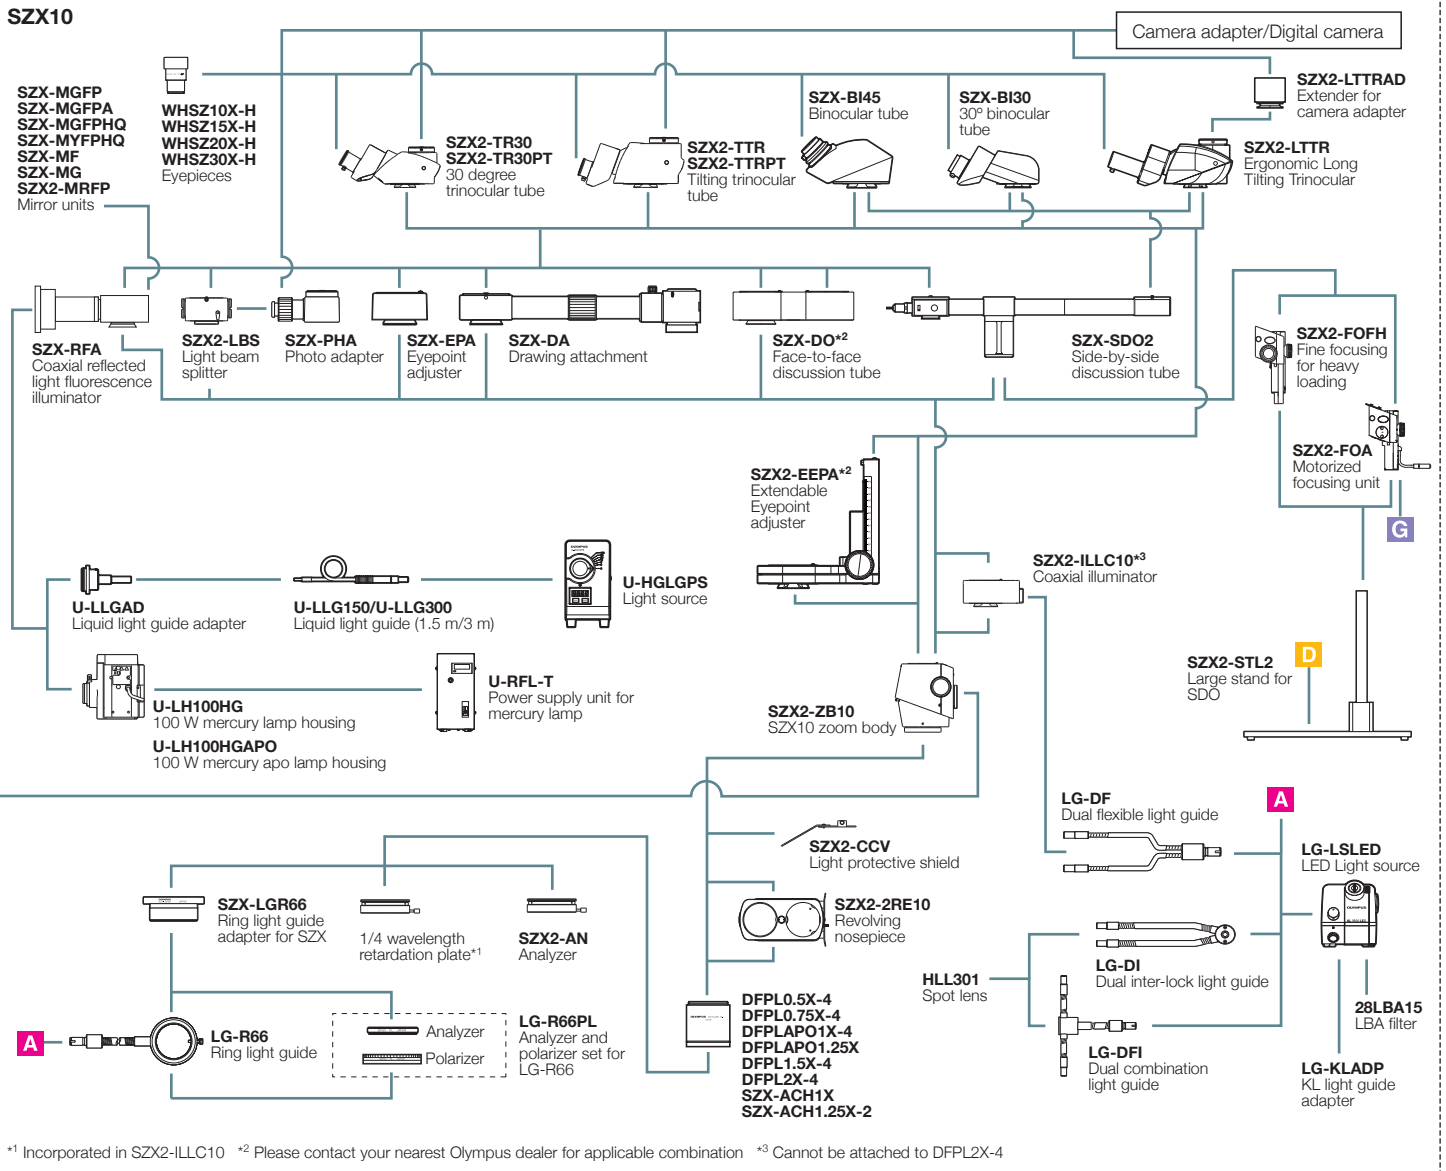 SZX10
Camera adapter/Digital camera
SZX-MGFP
SZX-MGFPA
SZX-MGFPHQ
SZX-MYFPHQ
SZX-MF
SZX-MG
SZX2-MRFP
Mirror units
WHSZ10X-H
WHSZ15X-H
WHSZ20X-H
WHSZ30X-H
Eyepieces
SZX2-TR30
SZX2-TR30PT
30 degree
trinocular tube
SZX2-TTR
SZX2-TTRPT
Tilting trinocular
tube
SZX-BI45
Binocular tube
SZX-BI30
30º binocular
tube
SZX2-LTTRAD
Extender for
camera adapter
SZX2-LTTR
Ergonomic Long
Tilting Trinocular
SZX-RFA
Coaxial reflected
light fluorescence
illuminator
SZX2-LBS
Light beam
splitter
SZX-PHA
Photo adapter
SZX-EPA
Eyepoint
adjuster
SZX-DA
Drawing attachment
SZX-DO*2
Face-to-face
discussion tube
SZX-SDO2
Side-by-side
discussion tube
SZX2-FOFH
Fine focusing
for heavy
loading
SZX2-FOA
Motorized
focusing unit
G
SZX2-EEPA*2
Extendable
Eyepoint
adjuster
SZX2-ILLC10*3
Coaxial illuminator
U-LLGAD
Liquid light guide adapter
U-LLG150/U-LLG300
Liquid light guide (1.5 m/3 m)
OLYMPUS
U-HGLGPS
Light source
U-LH100HG
100 W mercury lamp housing
U-LH100HGAPO
100 W mercury apo lamp housing
U-RFL-T
Power supply unit for
mercury lamp
SZX2-ZB10
SZX10 zoom body
SZX2-STL2
Large stand for
SDO
D
LG-DF
Dual flexible light guide
A
LG-LSLED
LED Light source
OLYMPUS
SZX2-CCV
Light protective shield
SZX-LGR66
Ring light guide
adapter for SZX
1/4 wavelength
retardation plate*1
SZX2-AN
Analyzer
SZX2-2RE10
Revolving
nosepiece
HLL301
Spot lens
LG-DI
Dual inter-lock light guide
LG-DFI
Dual combination
light guide
28LBA15
LBA filter
LG-KLADP
KL light guide
adapter
A
LG-R66
Ring light guide
Analyzer
Polarizer
LG-R66PL
Analyzer and
polarizer set for
LG-R66
DFPL0.5X-4
DFPL0.75X-4
DFPLAPO1X-4
DFPLAPO1.25X
DFPL1.5X-4
DFPL2X-4
SZX-ACH1X
SZX-ACH1.25X-2
*1 Incorporated in SZX2-ILLC10 *2 Please contact your nearest Olympus dealer for applicable combination *3 Cannot be attached to DFPL2X-4